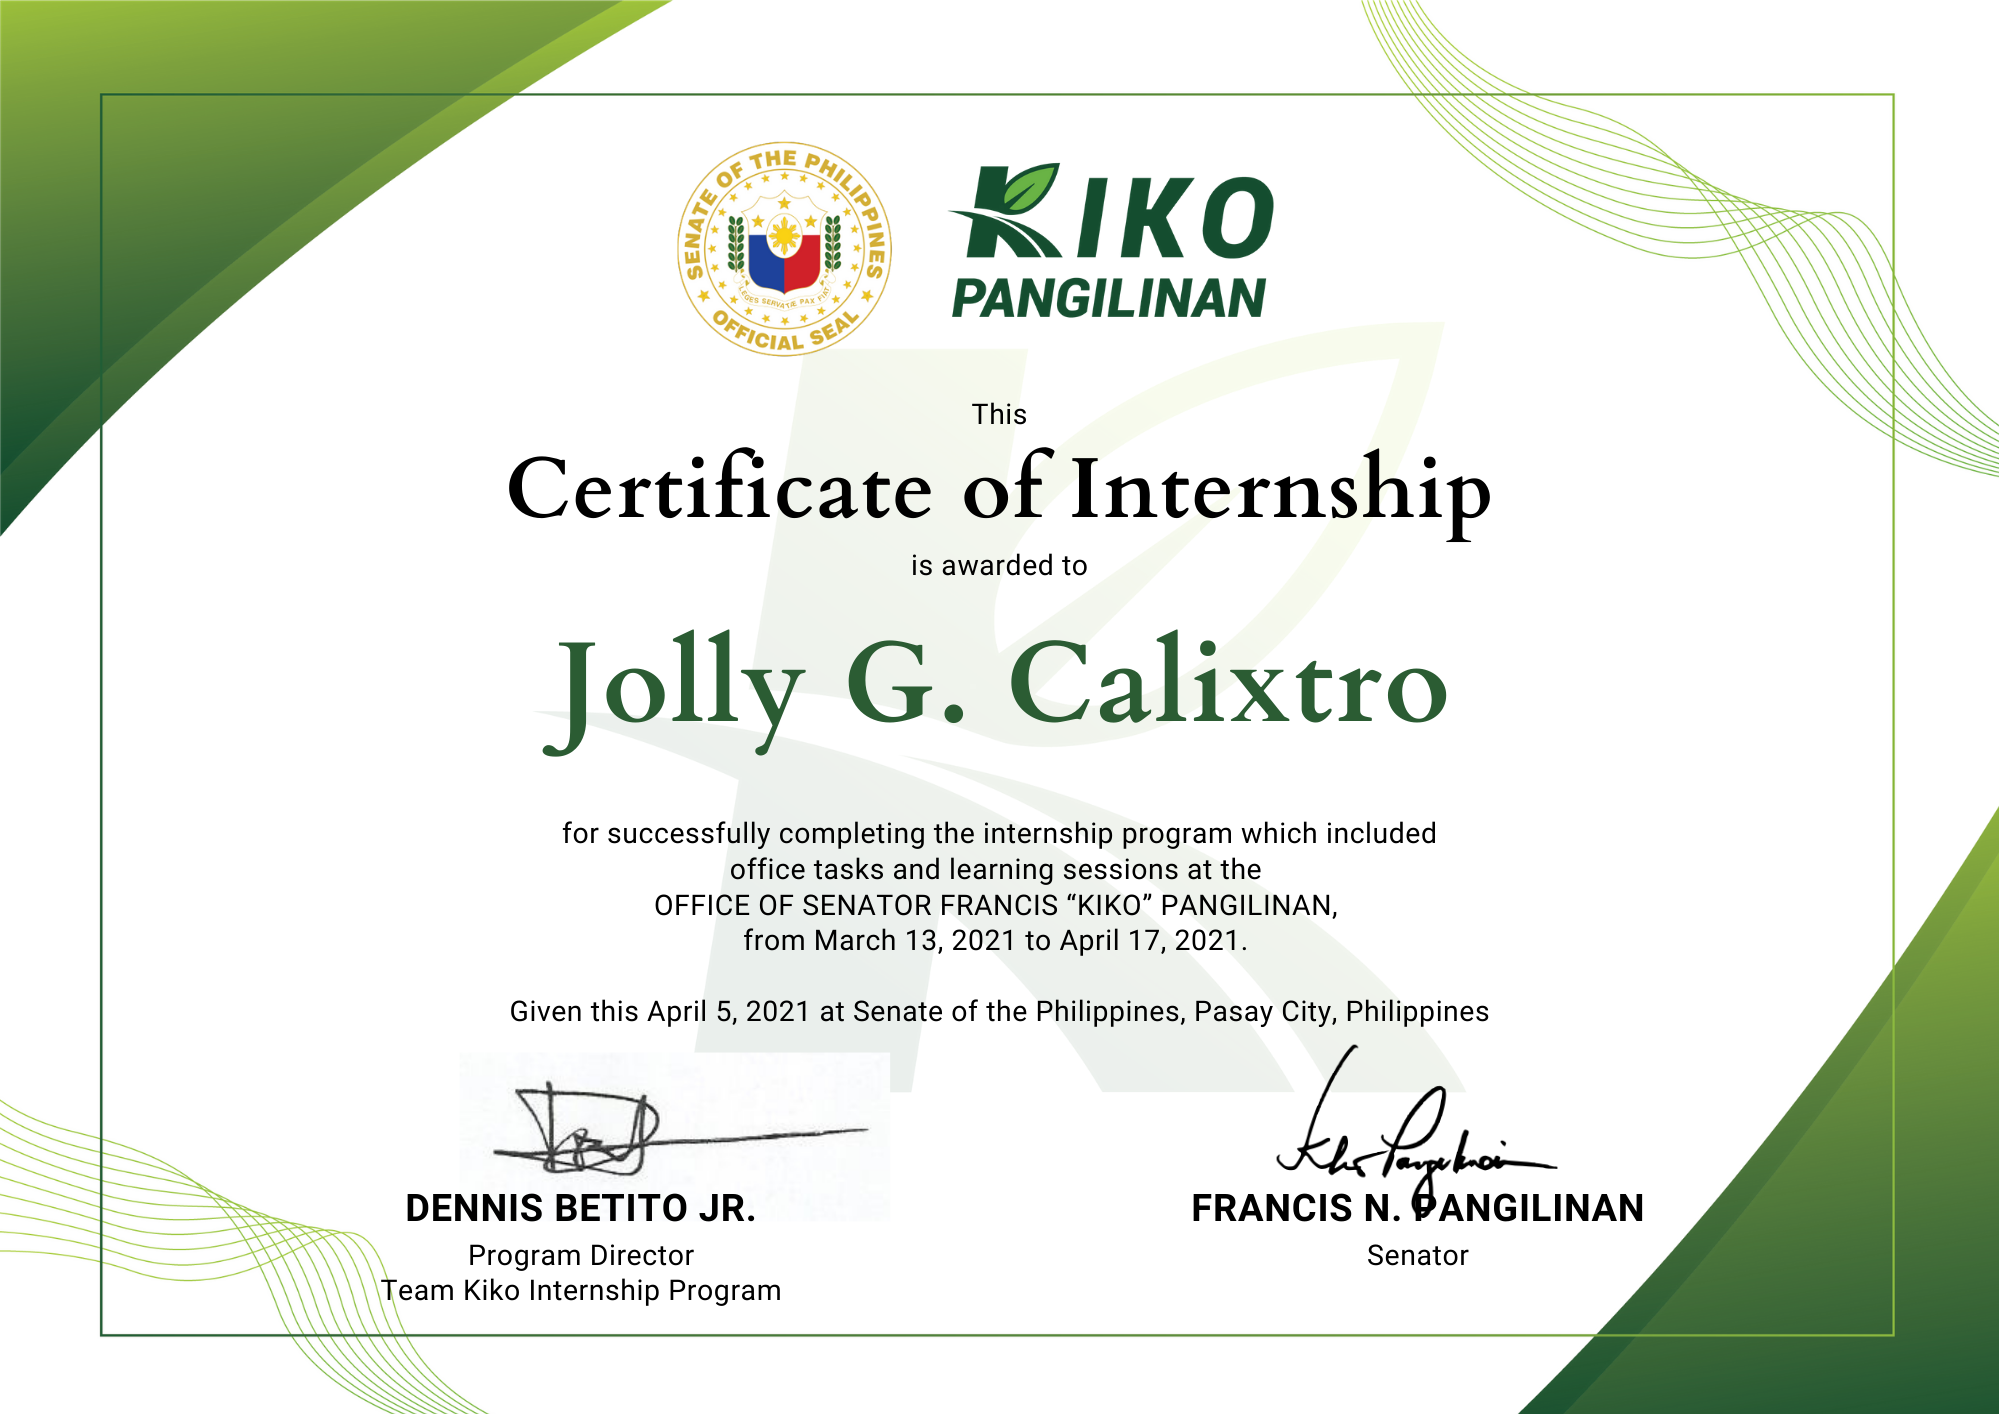 SENATE OF THE PHILIPPINES
LEGES SERVATÆ PAX FIAT
OFFICIAL SEAL
KIKO
PANGILINAN
This
Certificate of Internship
is awarded to
Jolly G. Calixtro
for successfully completing the internship program which included
office tasks and learning sessions at the
OFFICE OF SENATOR FRANCIS “KIKO” PANGILINAN,
from March 13, 2021 to April 17, 2021.
Given this April 5, 2021 at Senate of the Philippines, Pasay City, Philippines
DENNIS BETITO JR.
Program Director
Team Kiko Internship Program
FRANCIS N. PANGILINAN
Senator